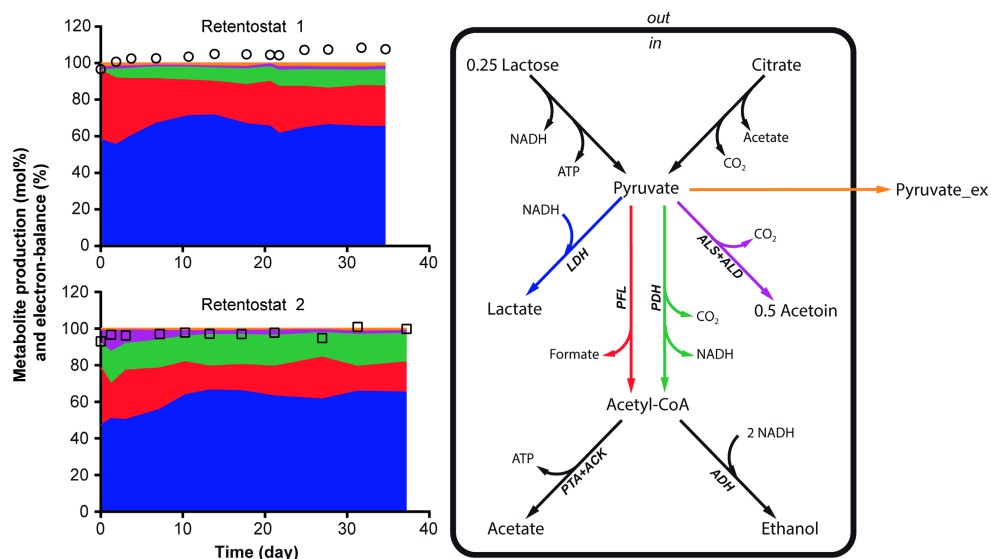 Metabolite production (mol%)
and electron-balance (%)
Retentostat 1
120
100
80
60
40
20
0
0 10 20 30 40
Retentostat 2
120
100
80
60
40
20
0
0 10 20 30 40
Time (day)
out
in
0.25 Lactose
Citrate
NADH
ATP
Acetate
CO2
Pyruvate
Pyruvate_ex
NADH
LDH
PFL
PDH
ALS+ALD
CO2
Lactate
0.5 Acetoin
CO2
Formate
NADH
Acetyl-CoA
ATP
PTA+ACK
2 NADH
ADH
Acetate
Ethanol